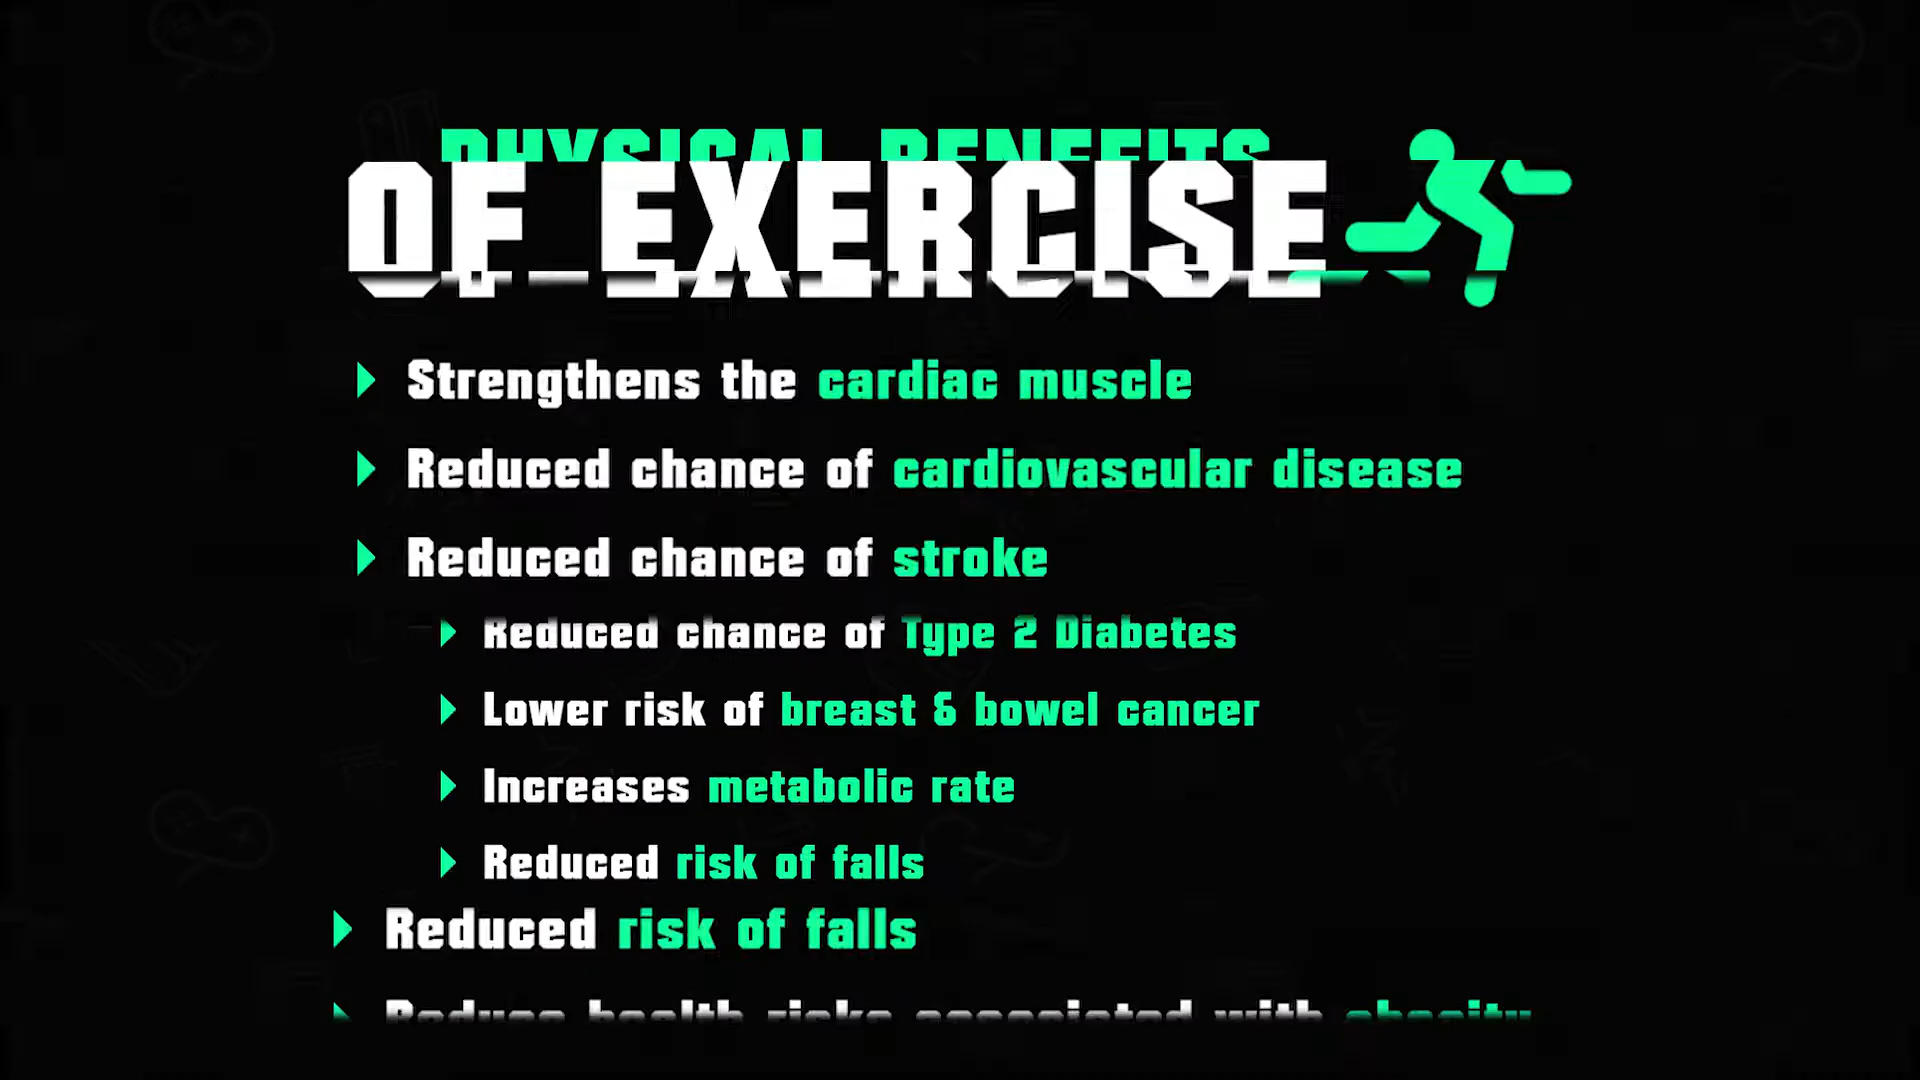 PHYSICAL BENEFITS
OF EXERCISE
Strengthens the cardiac muscle
Reduced chance of cardiovascular disease
Reduced chance of stroke
Reduced chance of Type 2 Diabetes
Lower risk of breast & bowel cancer
Increases metabolic rate
Reduced risk of falls
Reduced risk of falls
Reduce health risks associated with obesity